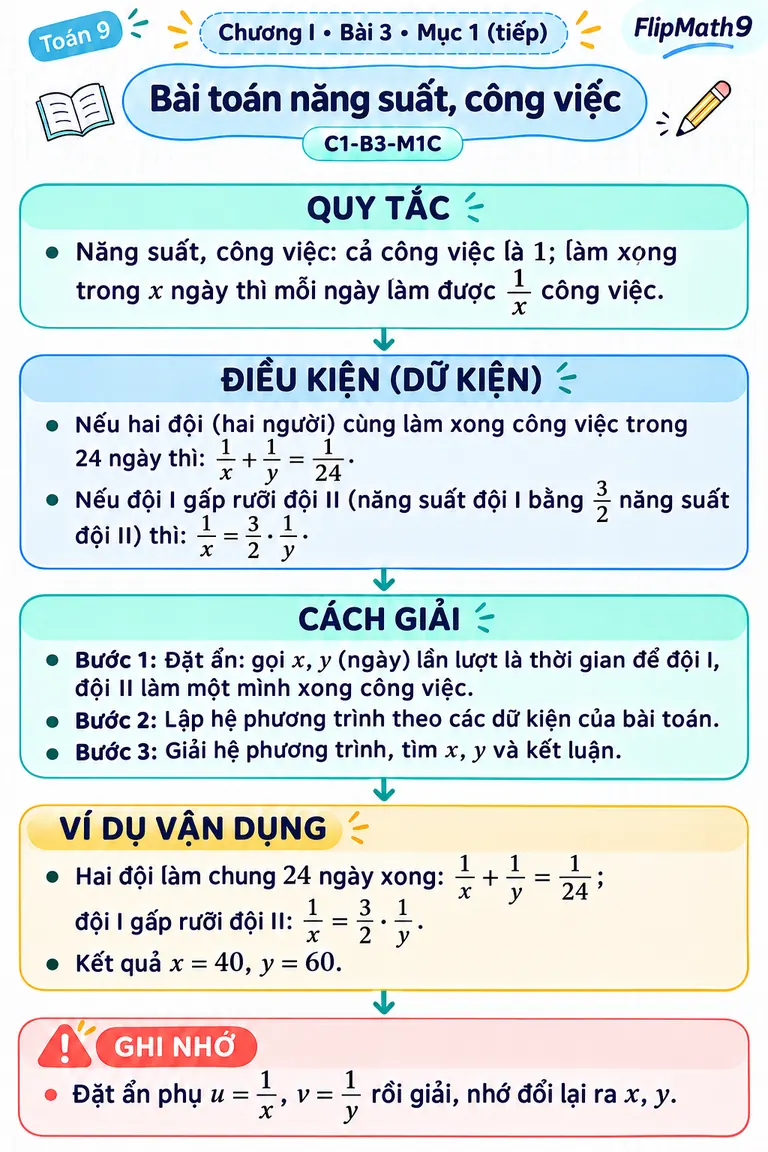 Toán 9
Chương I • Bài 3 • Mục 1 (tiếp)
FlipMath9
Bài toán năng suất, công việc
C1-B3-M1C
QUY TẮC
• Năng suất, công việc: cả công việc là 1; làm xong
trong x ngày thì mỗi ngày làm được 1/x công việc.
ĐIỀU KIỆN (DỮ KIỆN)
• Nếu hai đội (hai người) cùng làm xong công việc trong
24 ngày thì: 1/x + 1/y = 1/24.
• Nếu đội I gấp rưỡi đội II (năng suất đội I bằng 3/2 năng suất
đội II) thì: 1/x = 3/2 · 1/y.
CÁCH GIẢI
• Bước 1: Đặt ẩn: gọi x, y (ngày) lần lượt là thời gian để đội I,
đội II làm một mình xong công việc.
• Bước 2: Lập hệ phương trình theo các dữ kiện của bài toán.
• Bước 3: Giải hệ phương trình, tìm x, y và kết luận.
VÍ DỤ VẬN DỤNG
• Hai đội làm chung 24 ngày xong: 1/x + 1/y = 1/24;
đội I gấp rưỡi đội II: 1/x = 3/2 · 1/y.
• Kết quả x = 40, y = 60.
GHI NHỚ
• Đặt ẩn phụ u = 1/x, v = 1/y rồi giải, nhớ đổi lại ra x, y.